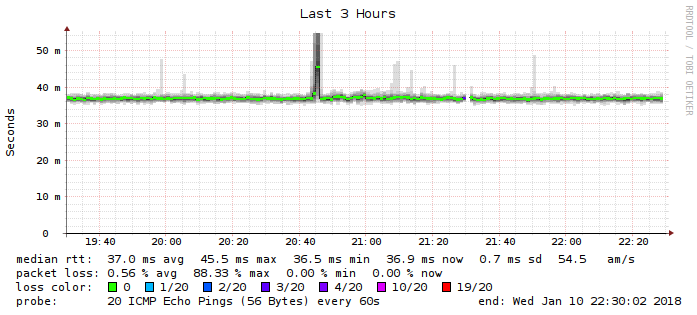 Last 3 Hours
RRDTOOL / TOBI OETIKER
Seconds
50 m
40 m
30 m
20 m
10 m
0
19:40 20:00 20:20 20:40 21:00 21:20 21:40 22:00 22:20
median rtt: 37.0 ms avg 45.5 ms max 36.5 ms min 36.9 ms now 0.7 ms sd 54.5 am/s
packet loss: 0.56 % avg 88.33 % max 0.00 % min 0.00 % now
loss color: 0 1/20 2/20 3/20 4/20 10/20 19/20
probe: 20 ICMP Echo Pings (56 Bytes) every 60s end: Wed Jan 10 22:30:02 2018